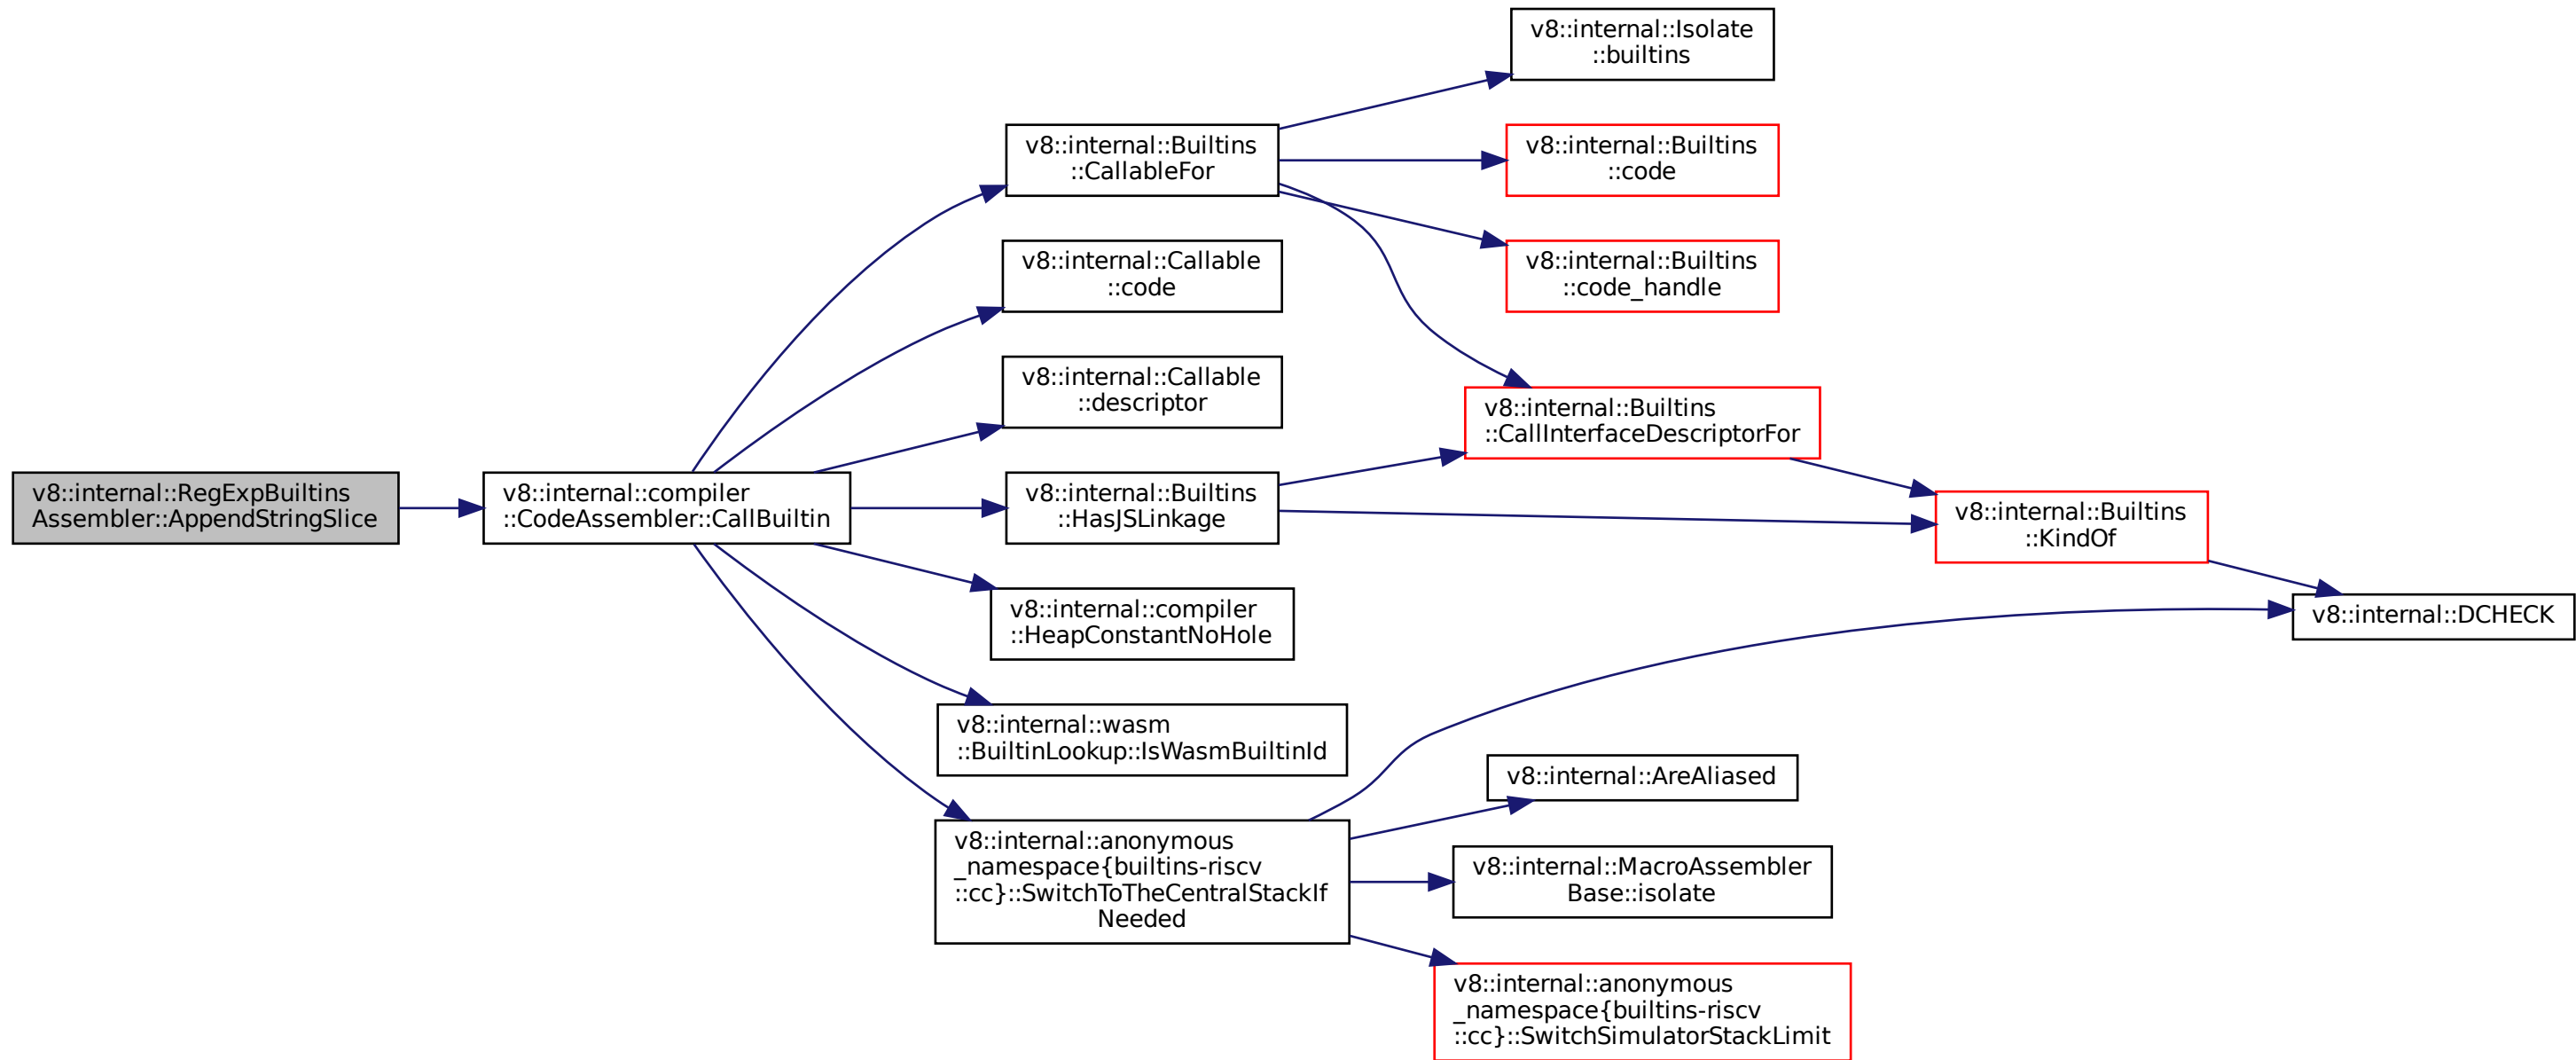 v8::internal::RegExpBuiltins
Assembler::AppendStringSlice
v8::internal::compiler
::CodeAssembler::CallBuiltin
v8::internal::Builtins
::CallableFor
v8::internal::Callable
::code
v8::internal::Callable
::descriptor
v8::internal::Builtins
::HasJSLinkage
v8::internal::compiler
::HeapConstantNoHole
v8::internal::wasm
::BuiltinLookup::IsWasmBuiltinId
v8::internal::anonymous
_namespace{builtins-riscv
::cc}::SwitchToTheCentralStackIf
Needed
v8::internal::Isolate
::builtins
v8::internal::Builtins
::code
v8::internal::Builtins
::code_handle
v8::internal::Builtins
::CallInterfaceDescriptorFor
v8::internal::Builtins
::KindOf
v8::internal::DCHECK
v8::internal::AreAliased
v8::internal::MacroAssembler
Base::isolate
v8::internal::anonymous
_namespace{builtins-riscv
::cc}::SwitchSimulatorStackLimit